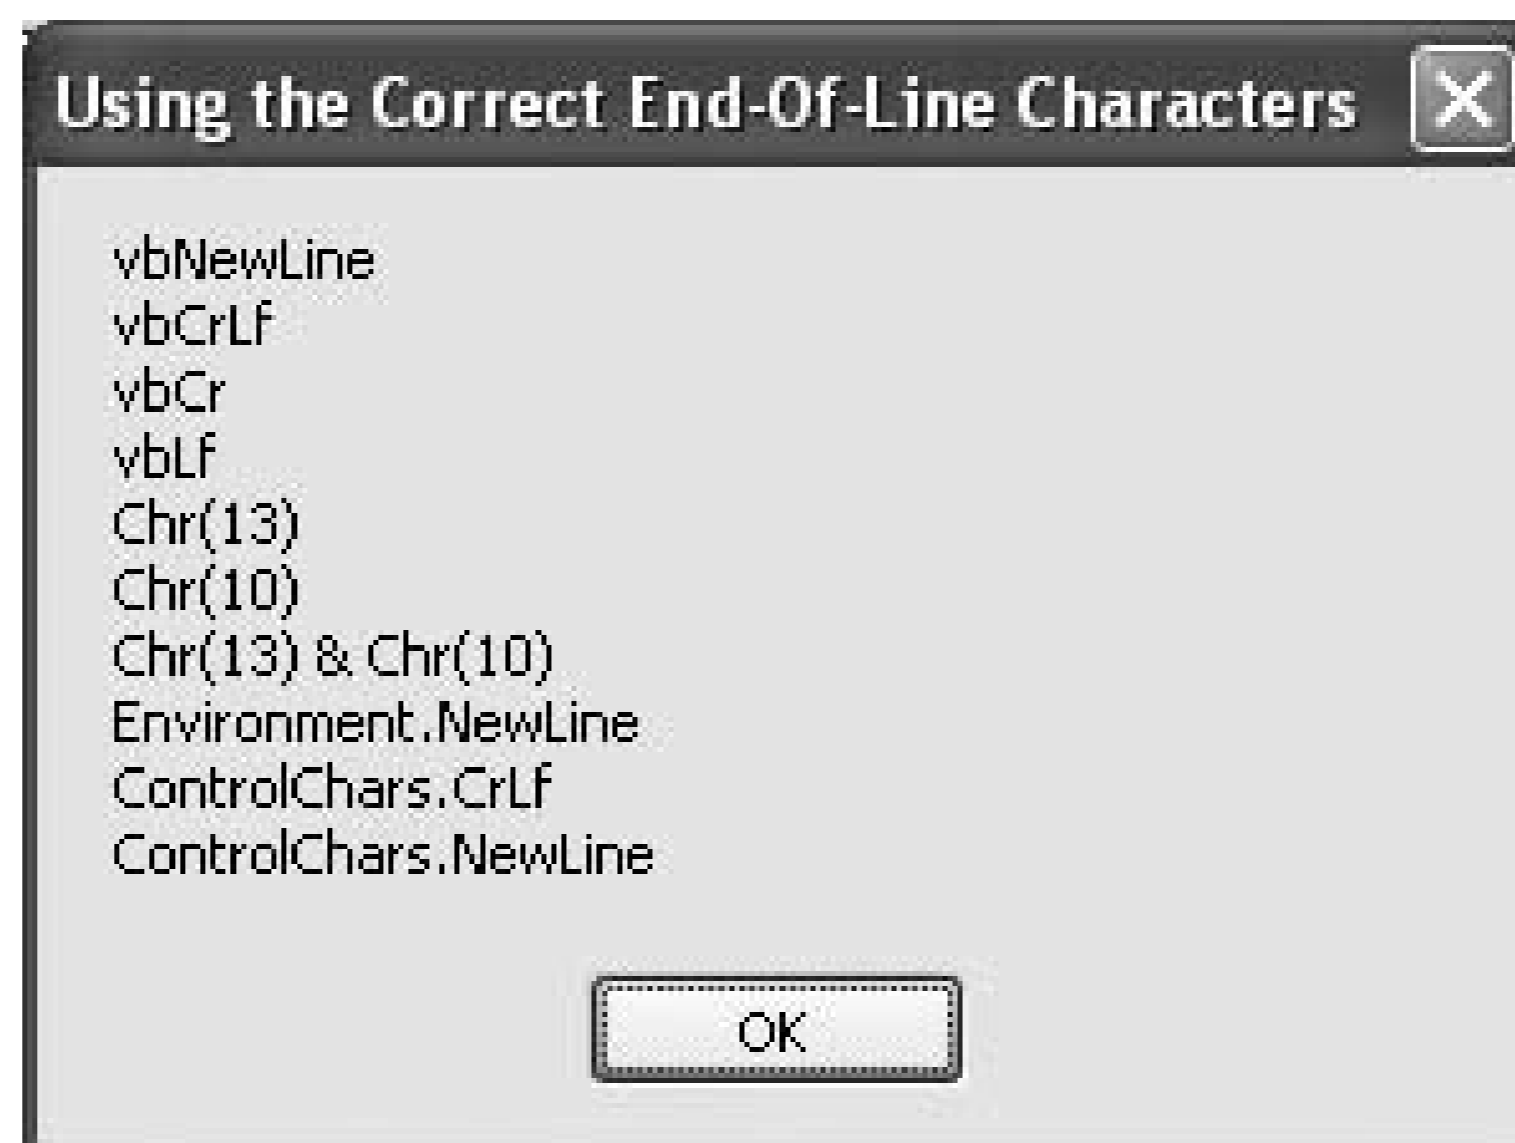 Using the Correct End-Of-Line Characters
vbNewLine
vbCrLf
vbCr
vbLf
Chr(13)
Chr(10)
Chr(13) & Chr(10)
Environment.NewLine
ControlChars.CrLf
ControlChars.NewLine
OK